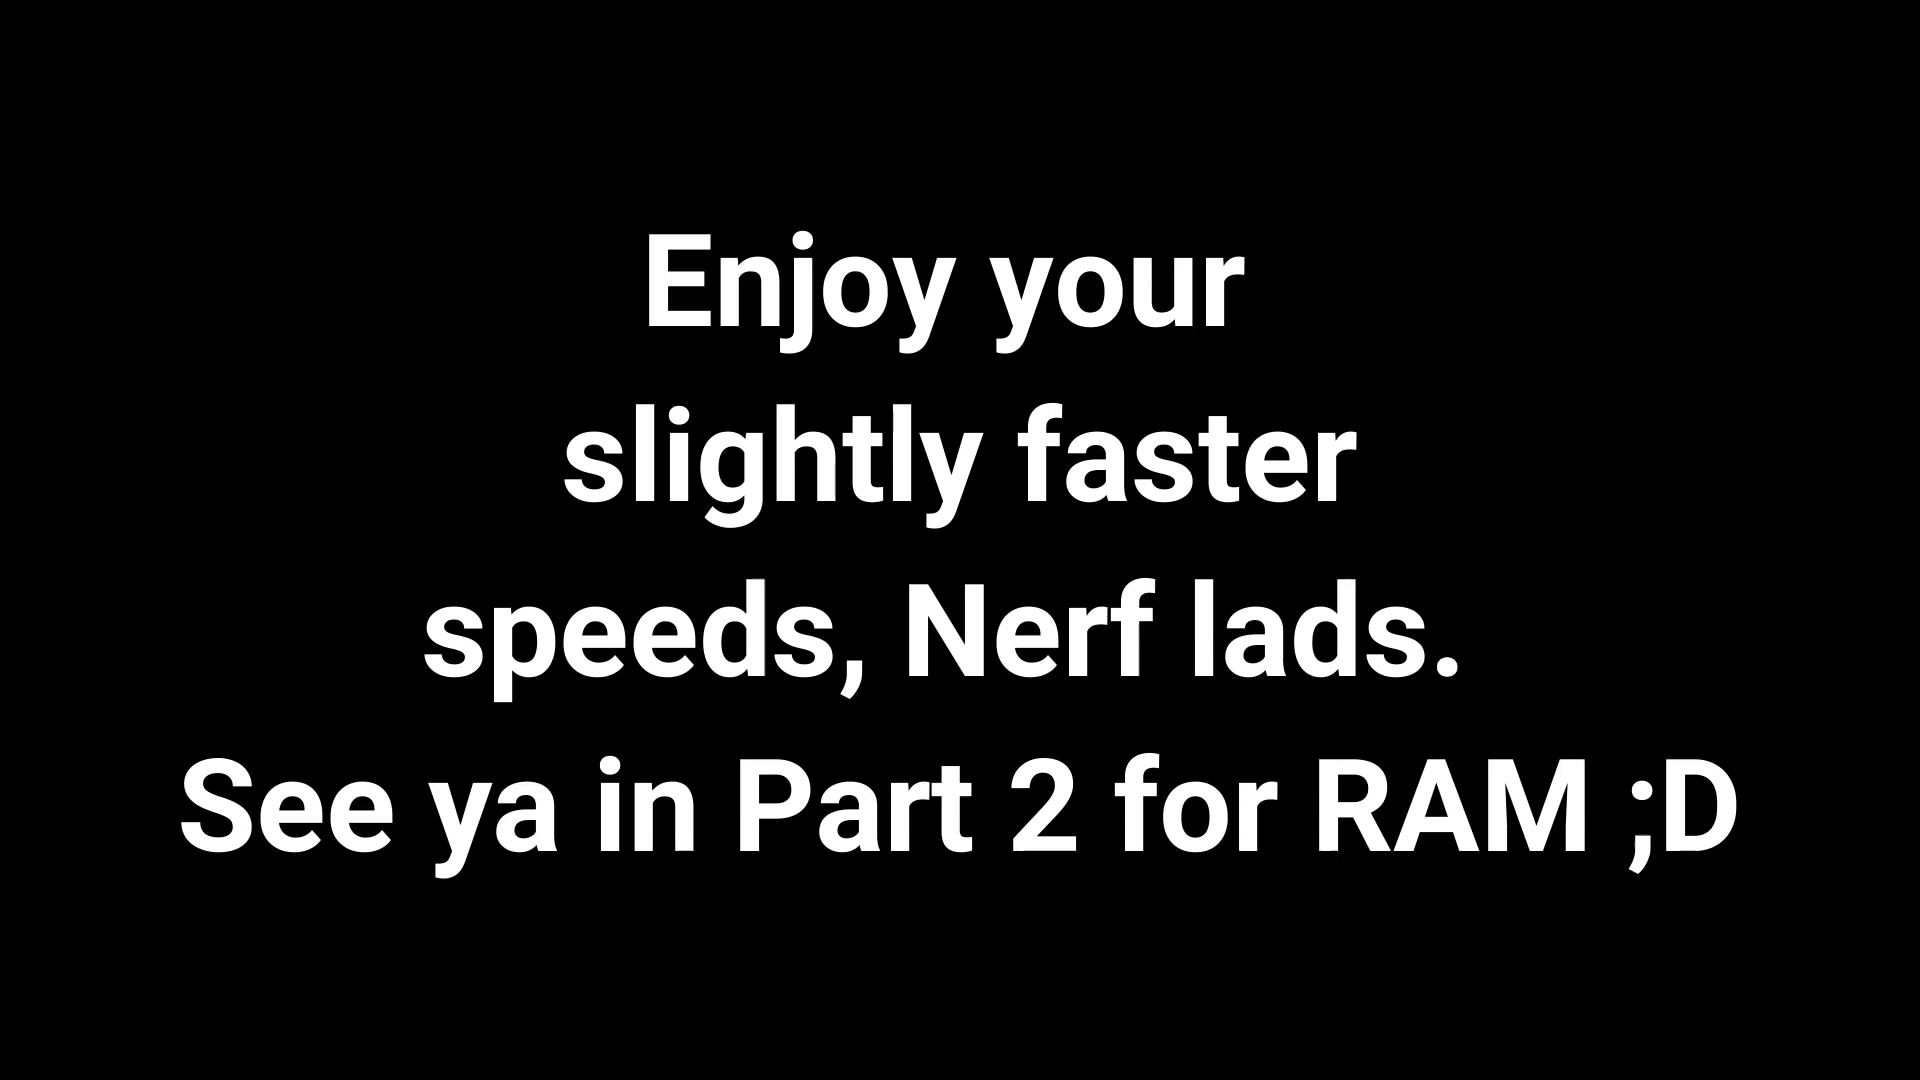 Enjoy your
slightly faster
speeds, Nerf lads.
See ya in Part 2 for RAM ;D